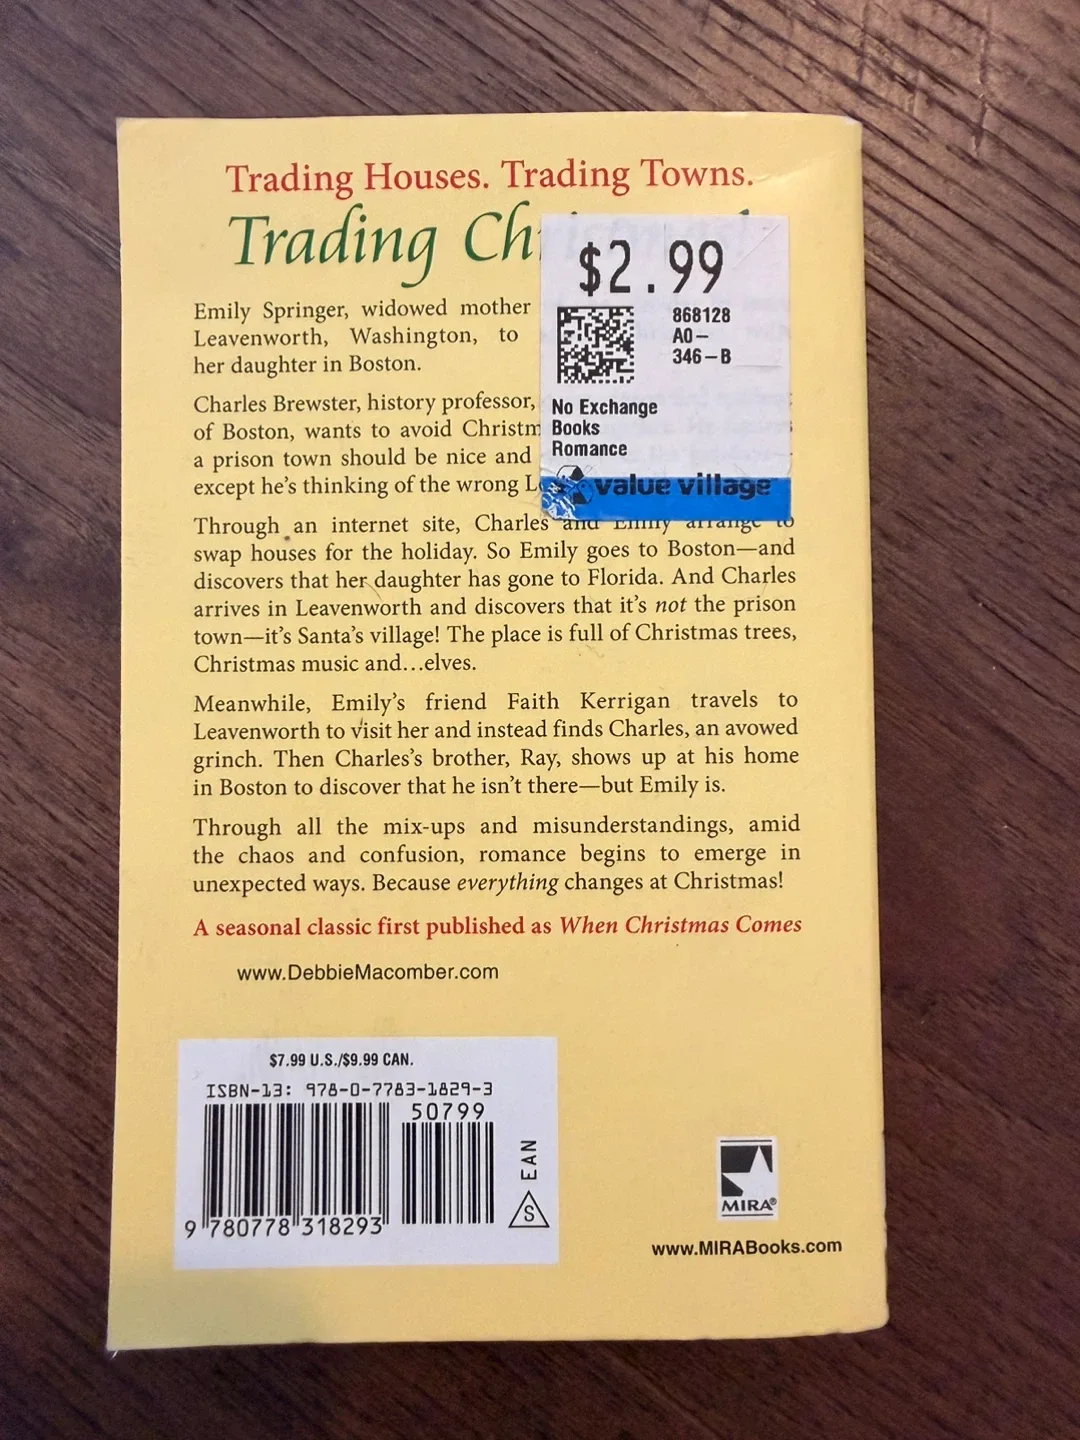 Trading Houses. Trading Towns.
Trading Ch
$2.99
868128
A0-
346-B
No Exchange
Books
Romance
value village
Emily Springer, widowed mother
Leavenworth, Washington, to
her daughter in Boston.
Charles Brewster, history professor,
of Boston, wants to avoid Christm
a prison town should be nice and
except he's thinking of the wrong L
Through an internet site, Charles and Emily arrange to
swap houses for the holiday. So Emily goes to Boston—and
discovers that her daughter has gone to Florida. And Charles
arrives in Leavenworth and discovers that it's not the prison
town—it's Santa's village! The place is full of Christmas trees,
Christmas music and…elves.
Meanwhile, Emily's friend Faith Kerrigan travels to
Leavenworth to visit her and instead finds Charles, an avowed
grinch. Then Charles's brother, Ray, shows up at his home
in Boston to discover that he isn't there—but Emily is.
Through all the mix-ups and misunderstandings, amid
the chaos and confusion, romance begins to emerge in
unexpected ways. Because everything changes at Christmas!
A seasonal classic first published as When Christmas Comes
www.DebbieMacomber.com
$7.99 U.S./$9.99 CAN.
ISBN-13: 978-0-7783-1829-3
50799
EAN
S
9 780778 318293
MIRA®
www.MIRABooks.com